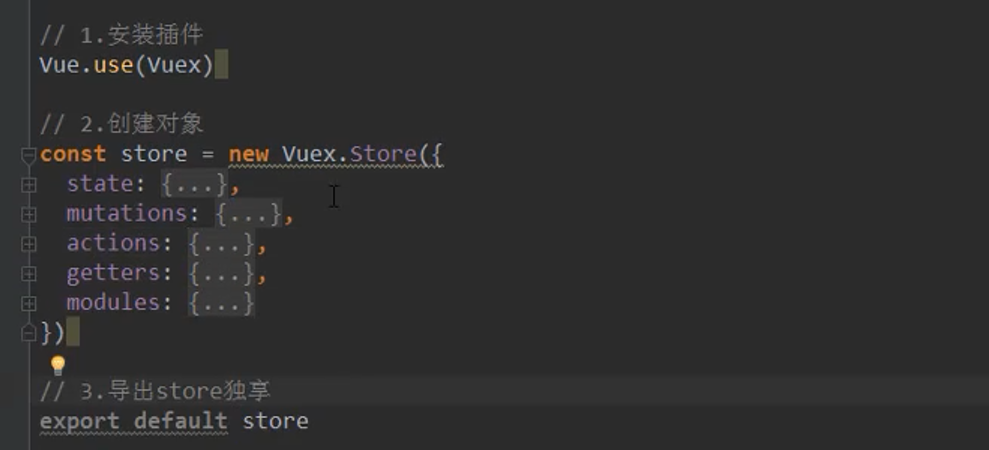 // 1.安装插件
Vue.use(Vuex)
// 2.创建对象
const store = new Vuex.Store({
state: {...},
mutations: {...},
actions: {...},
getters: {...},
modules: {...}
})
// 3.导出store独享
export default store